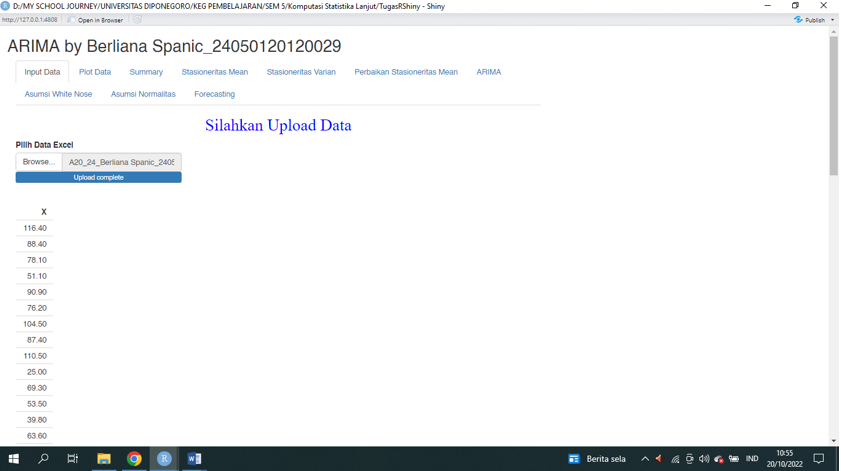 D:/MY SCHOOL JOURNEY/UNIVERSITAS DIPONEGORO/KEG PEMBELAJARAN/SEM 5/Komputasi Statistika Lanjut/TugasRShiny - Shiny
http://127.0.0.1:4808 Open in Browser Publish
ARIMA by Berliana Spanic_24050120120029
Input Data Plot Data Summary Stasioneritas Mean Stasioneritas Varian Perbaikan Stasioneritas Mean ARIMA
Asumsi White Nose Asumsi Normalitas Forecasting
Silahkan Upload Data
Pilih Data Excel
Browse... A20_24_Berliana Spanic_2405
Upload complete
X
116.40
88.40
78.10
51.10
90.90
76.20
104.50
87.40
110.50
25.00
69.30
53.50
39.80
63.60
Berita sela IND 10:55
20/10/2022